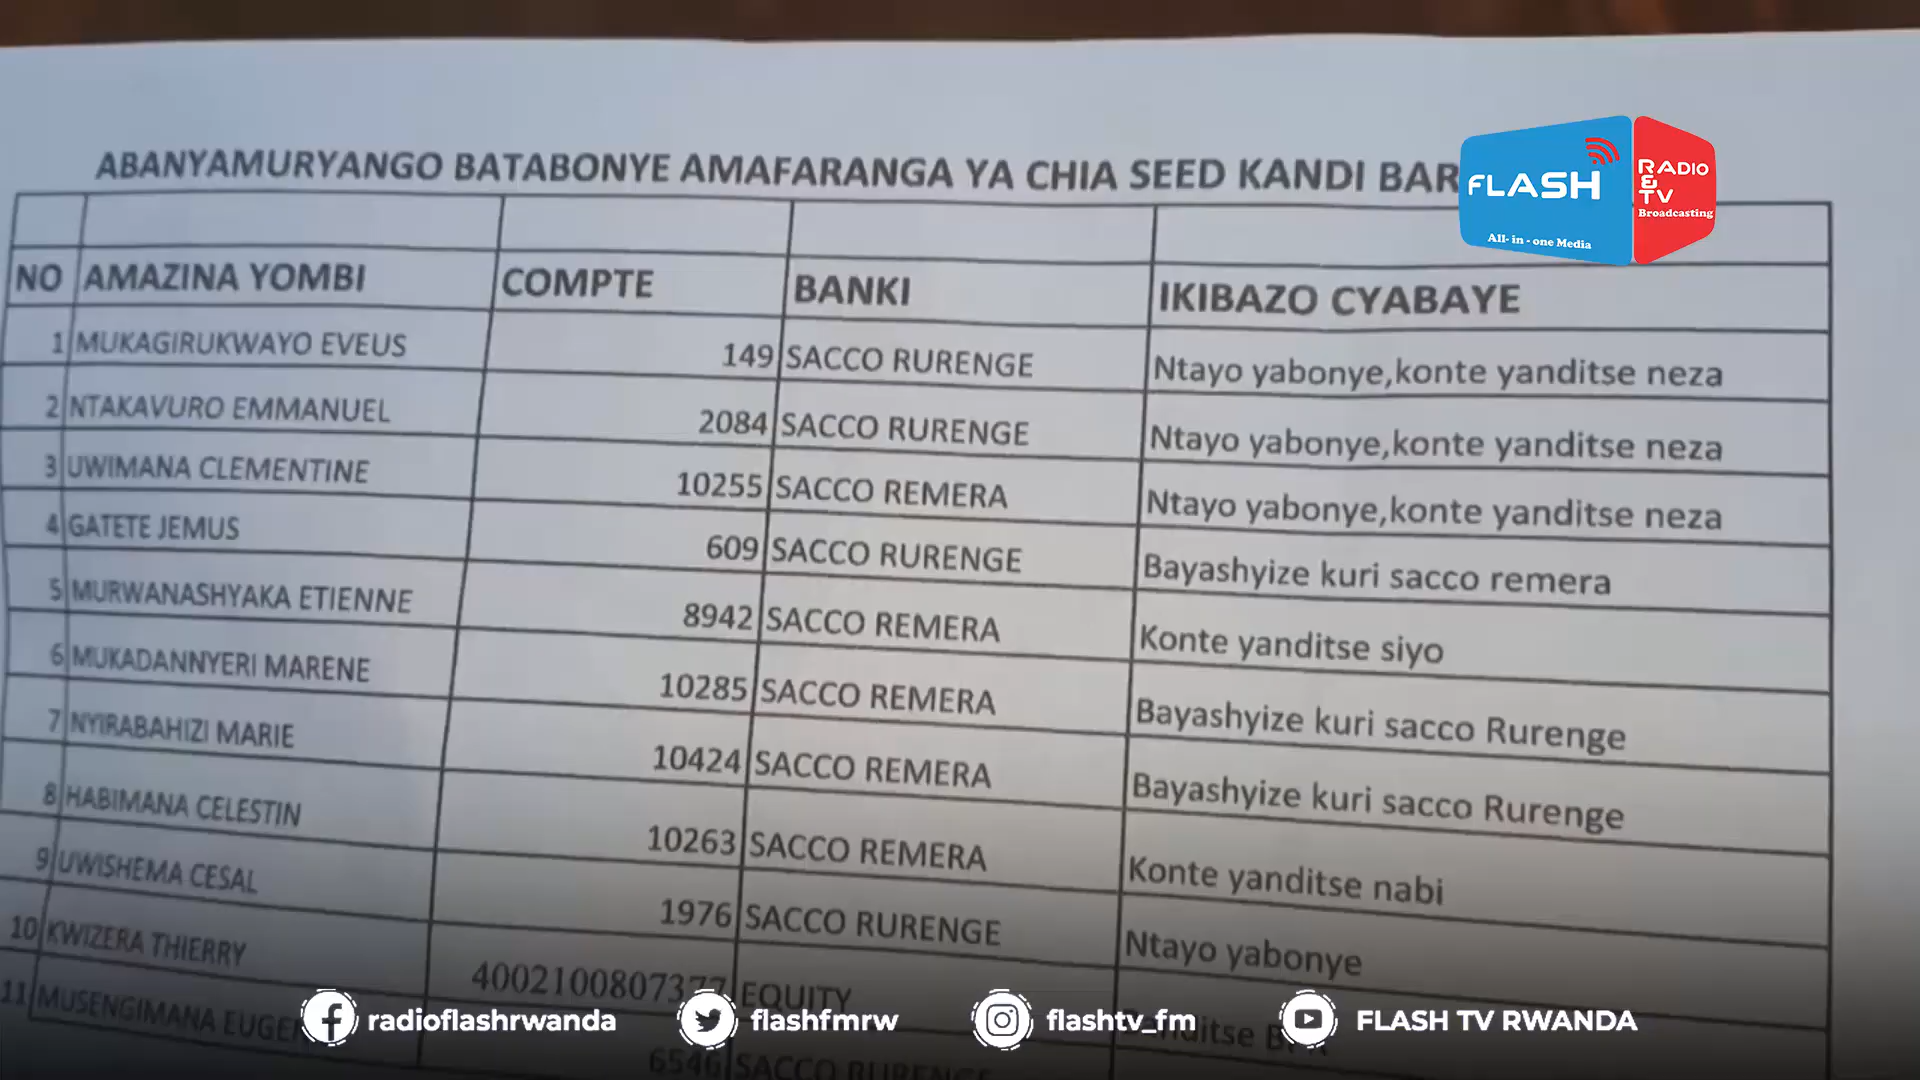 ABANYAMURYANGO BATABONYE AMAFARANGA YA CHIA SEED KANDI BAR
FLASH RADIO & TV Broadcasting
All- in - one Media
NO AMAZINA YOMBI COMPTE BANKI IKIBAZO CYABAYE
1 MUKAGIRUKWAYO EVEUS 149 SACCO RURENGE Ntayo yabonye,konte yanditse neza
2 NTAKAVURO EMMANUEL 2084 SACCO RURENGE Ntayo yabonye,konte yanditse neza
3 UWIMANA CLEMENTINE 10255 SACCO REMERA Ntayo yabonye,konte yanditse neza
4 GATETE JEMUS 609 SACCO RURENGE Bayashyize kuri sacco remera
5 MURWANASHYAKA ETIENNE 8942 SACCO REMERA Konte yanditse siyo
6 MUKADANNYERI MARENE 10285 SACCO REMERA Bayashyize kuri sacco Rurenge
7 NYIRABAHIZI MARIE 10424 SACCO REMERA Bayashyize kuri sacco Rurenge
8 HABIMANA CELESTIN 10263 SACCO REMERA Konte yanditse nabi
9 UWISHEMA CESAL 1976 SACCO RURENGE Ntayo yabonye
10 KWIZERA THIERRY 4002100807377 EQUITY
11 MUSENGIMANA 6546 SACCO RURENGE
radioflashrwanda flashfmrw flashtv_fm FLASH TV RWANDA